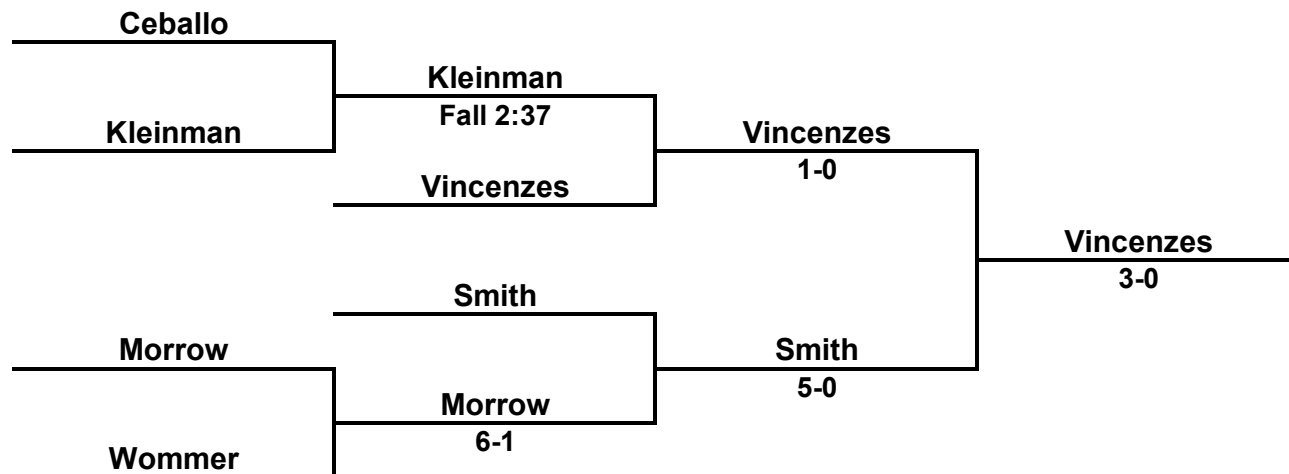 Ceballo
Kleinman
Fall 2:37
Kleinman
Vincenzes
1-0
Vincenzes
Vincenzes
3-0
Smith
Morrow
Smith
5-0
Morrow
6-1
Wommer